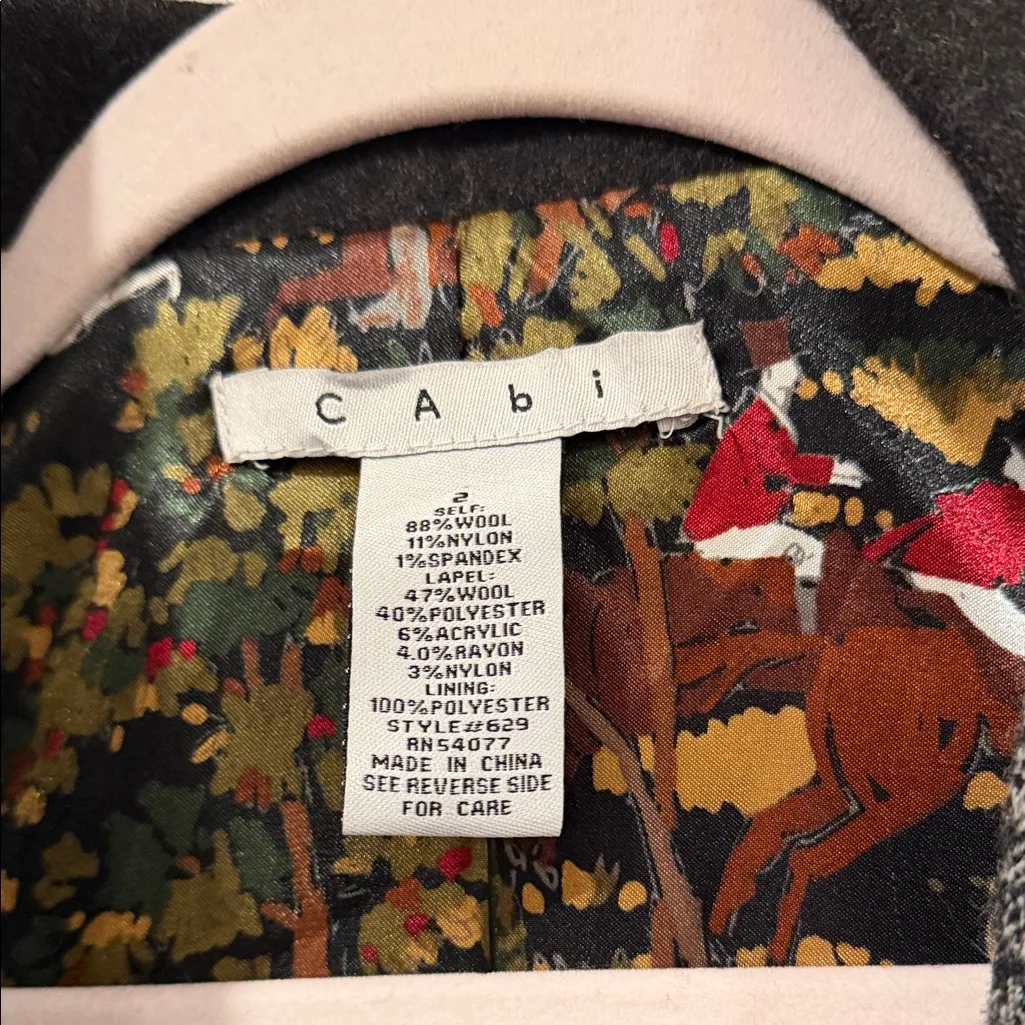 CAbi
2
SELF:
88%WOOL
11%NYLON
1%SPANDEX
LAPEL:
47%WOOL
40%POLYESTER
6%ACRYLIC
4.0%RAYON
3%NYLON
LINING:
100%POLYESTER
STYLE#629
RN54077
MADE IN CHINA
SEE REVERSE SIDE
FOR CARE